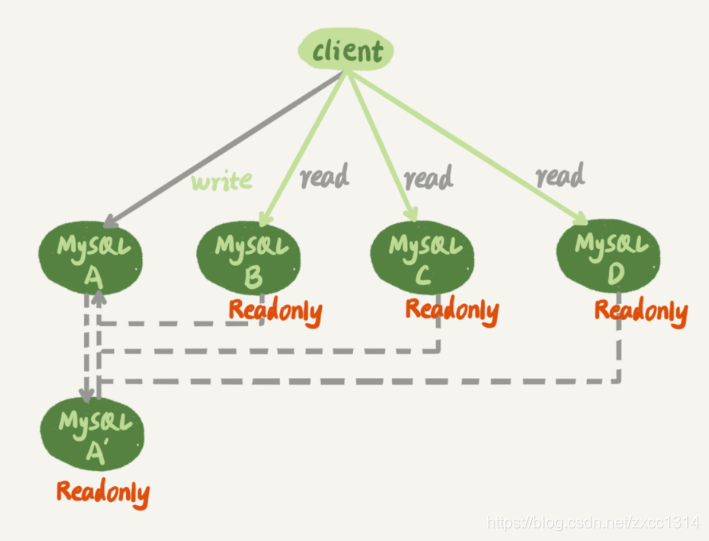 client
write
read
read
read
MySQL
A
MySQL
B
MySQL
C
MySQL
D
Readonly
Readonly
Readonly
MySQL
A'
Readonly
https://blog.csdn.net/zxcc1314